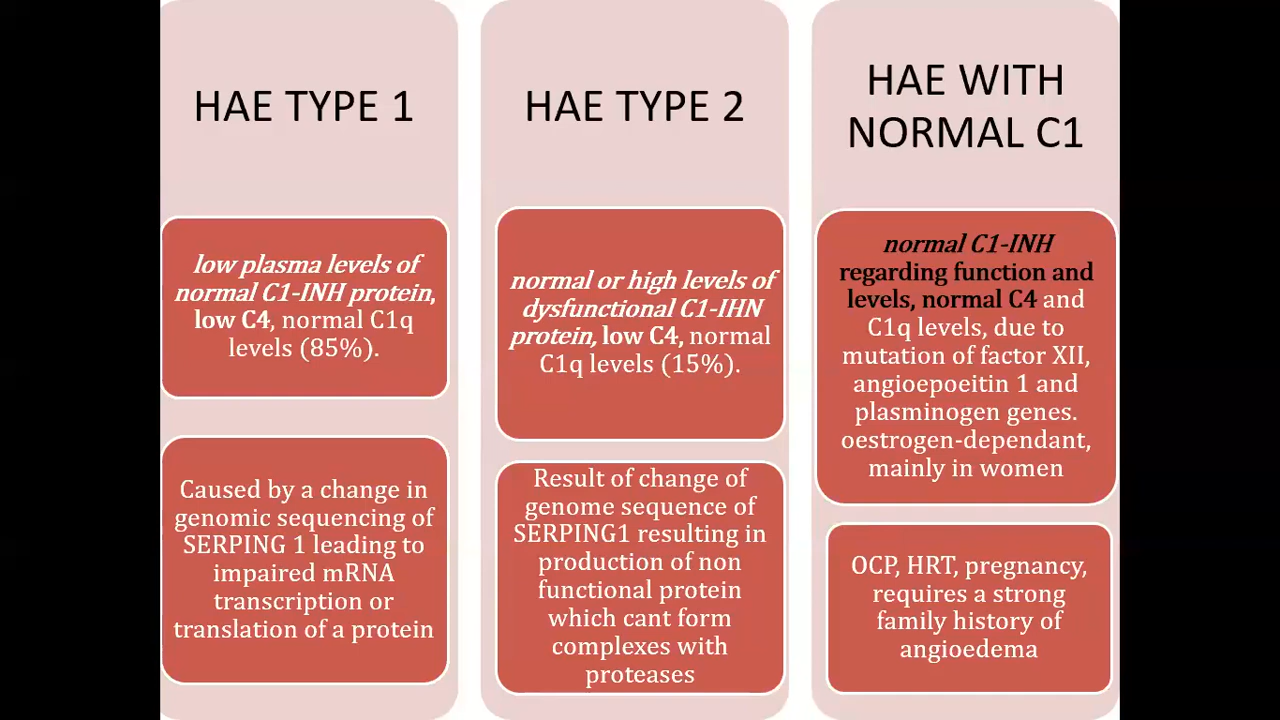 HAE TYPE 1
low plasma levels of
normal C1-INH protein,
low C4, normal C1q
levels (85%).
Caused by a change in
genomic sequencing of
SERPING 1 leading to
impaired mRNA
transcription or
translation of a protein
HAE TYPE 2
normal or high levels of
dysfunctional C1-IHN
protein, low C4, normal
C1q levels (15%).
Result of change of
genome sequence of
SERPING1 resulting in
production of non
functional protein
which cant form
complexes with
proteases
HAE WITH
NORMAL C1
normal C1-INH
regarding function and
levels, normal C4 and
C1q levels, due to
mutation of factor XII,
angioepoeitin 1 and
plasminogen genes.
oestrogen-dependant,
mainly in women
OCP, HRT, pregnancy,
requires a strong
family history of
angioedema